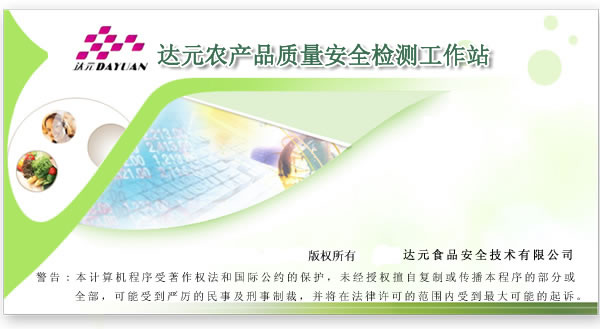 达元农产品质量安全检测工作站
达元 DAYUAN
版权所有 达元食品安全技术有限公司
警告：本计算机程序受著作权法和国际公约的保护，未经授权擅自复制或传播本程序的部分或
全部，可能受到严厉的民事及刑事制裁，并将在法律许可的范围内受到最大可能的起诉。